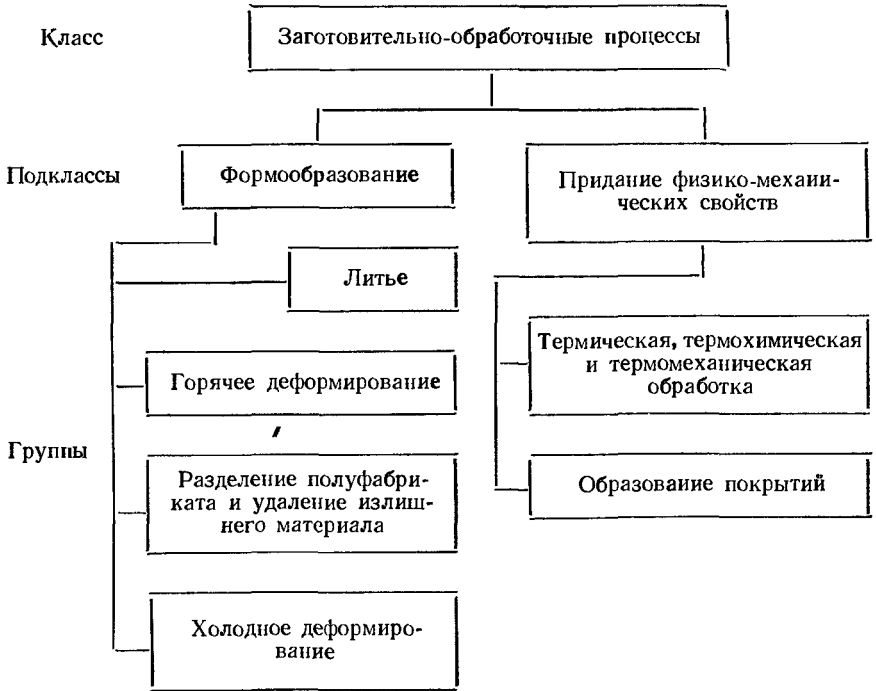 Класс
Заготовительно-обработочные процессы
Подклассы
Формообразование
Придание физико-механи-
ческих свойств
Литье
Термическая, термохимическая
и термомеханическая
обработка
Горячее деформирование
Группы
Разделение полуфабри-
ката и удаление излиш-
него материала
Образование покрытий
Холодное деформиро-
вание